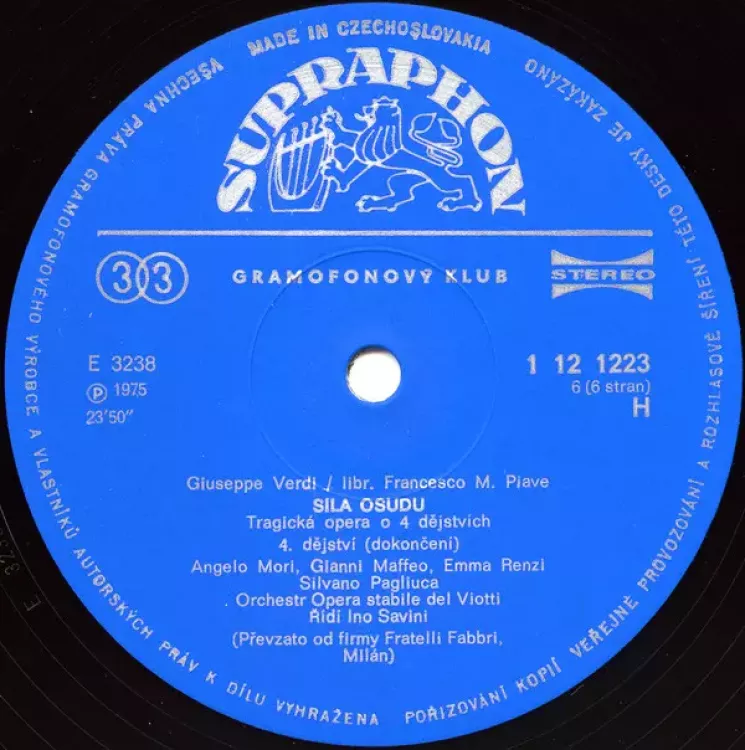 MADE IN CZECHOSLOVAKIA
SUPRAPHON
33
GRAMOFONOVÝ KLUB
STEREO
E 3238
Ⓟ 1975
23'50"
1 12 1223
6 (6 stran)
H
Giuseppe Verdi / libr. Francesco M. Piave
SÍLA OSUDU
Tragická opera o 4 dějstvích
4. dějství (dokončení)
Angelo Mori, Gianni Maffeo, Emma Renzi
Silvano Pagliuca
Orchestr Opera stabile del Viotti
Řídí Ino Savini
(Převzato od firmy Fratelli Fabbri,
Milán)
VŠECHNA PRÁVA GRAMOFONOVÉHO VÝROBCE A VLASTNÍKŮ AUTORSKÝCH PRÁV K DÍLU VYHRAŽENA
POŘIZOVÁNÍ KOPIÍ VEŘEJNÉ PROVOZOVÁNÍ A ROZHLASOVÉ ŠÍŘENÍ TÉTO DESKY JE ZAKÁZÁNO